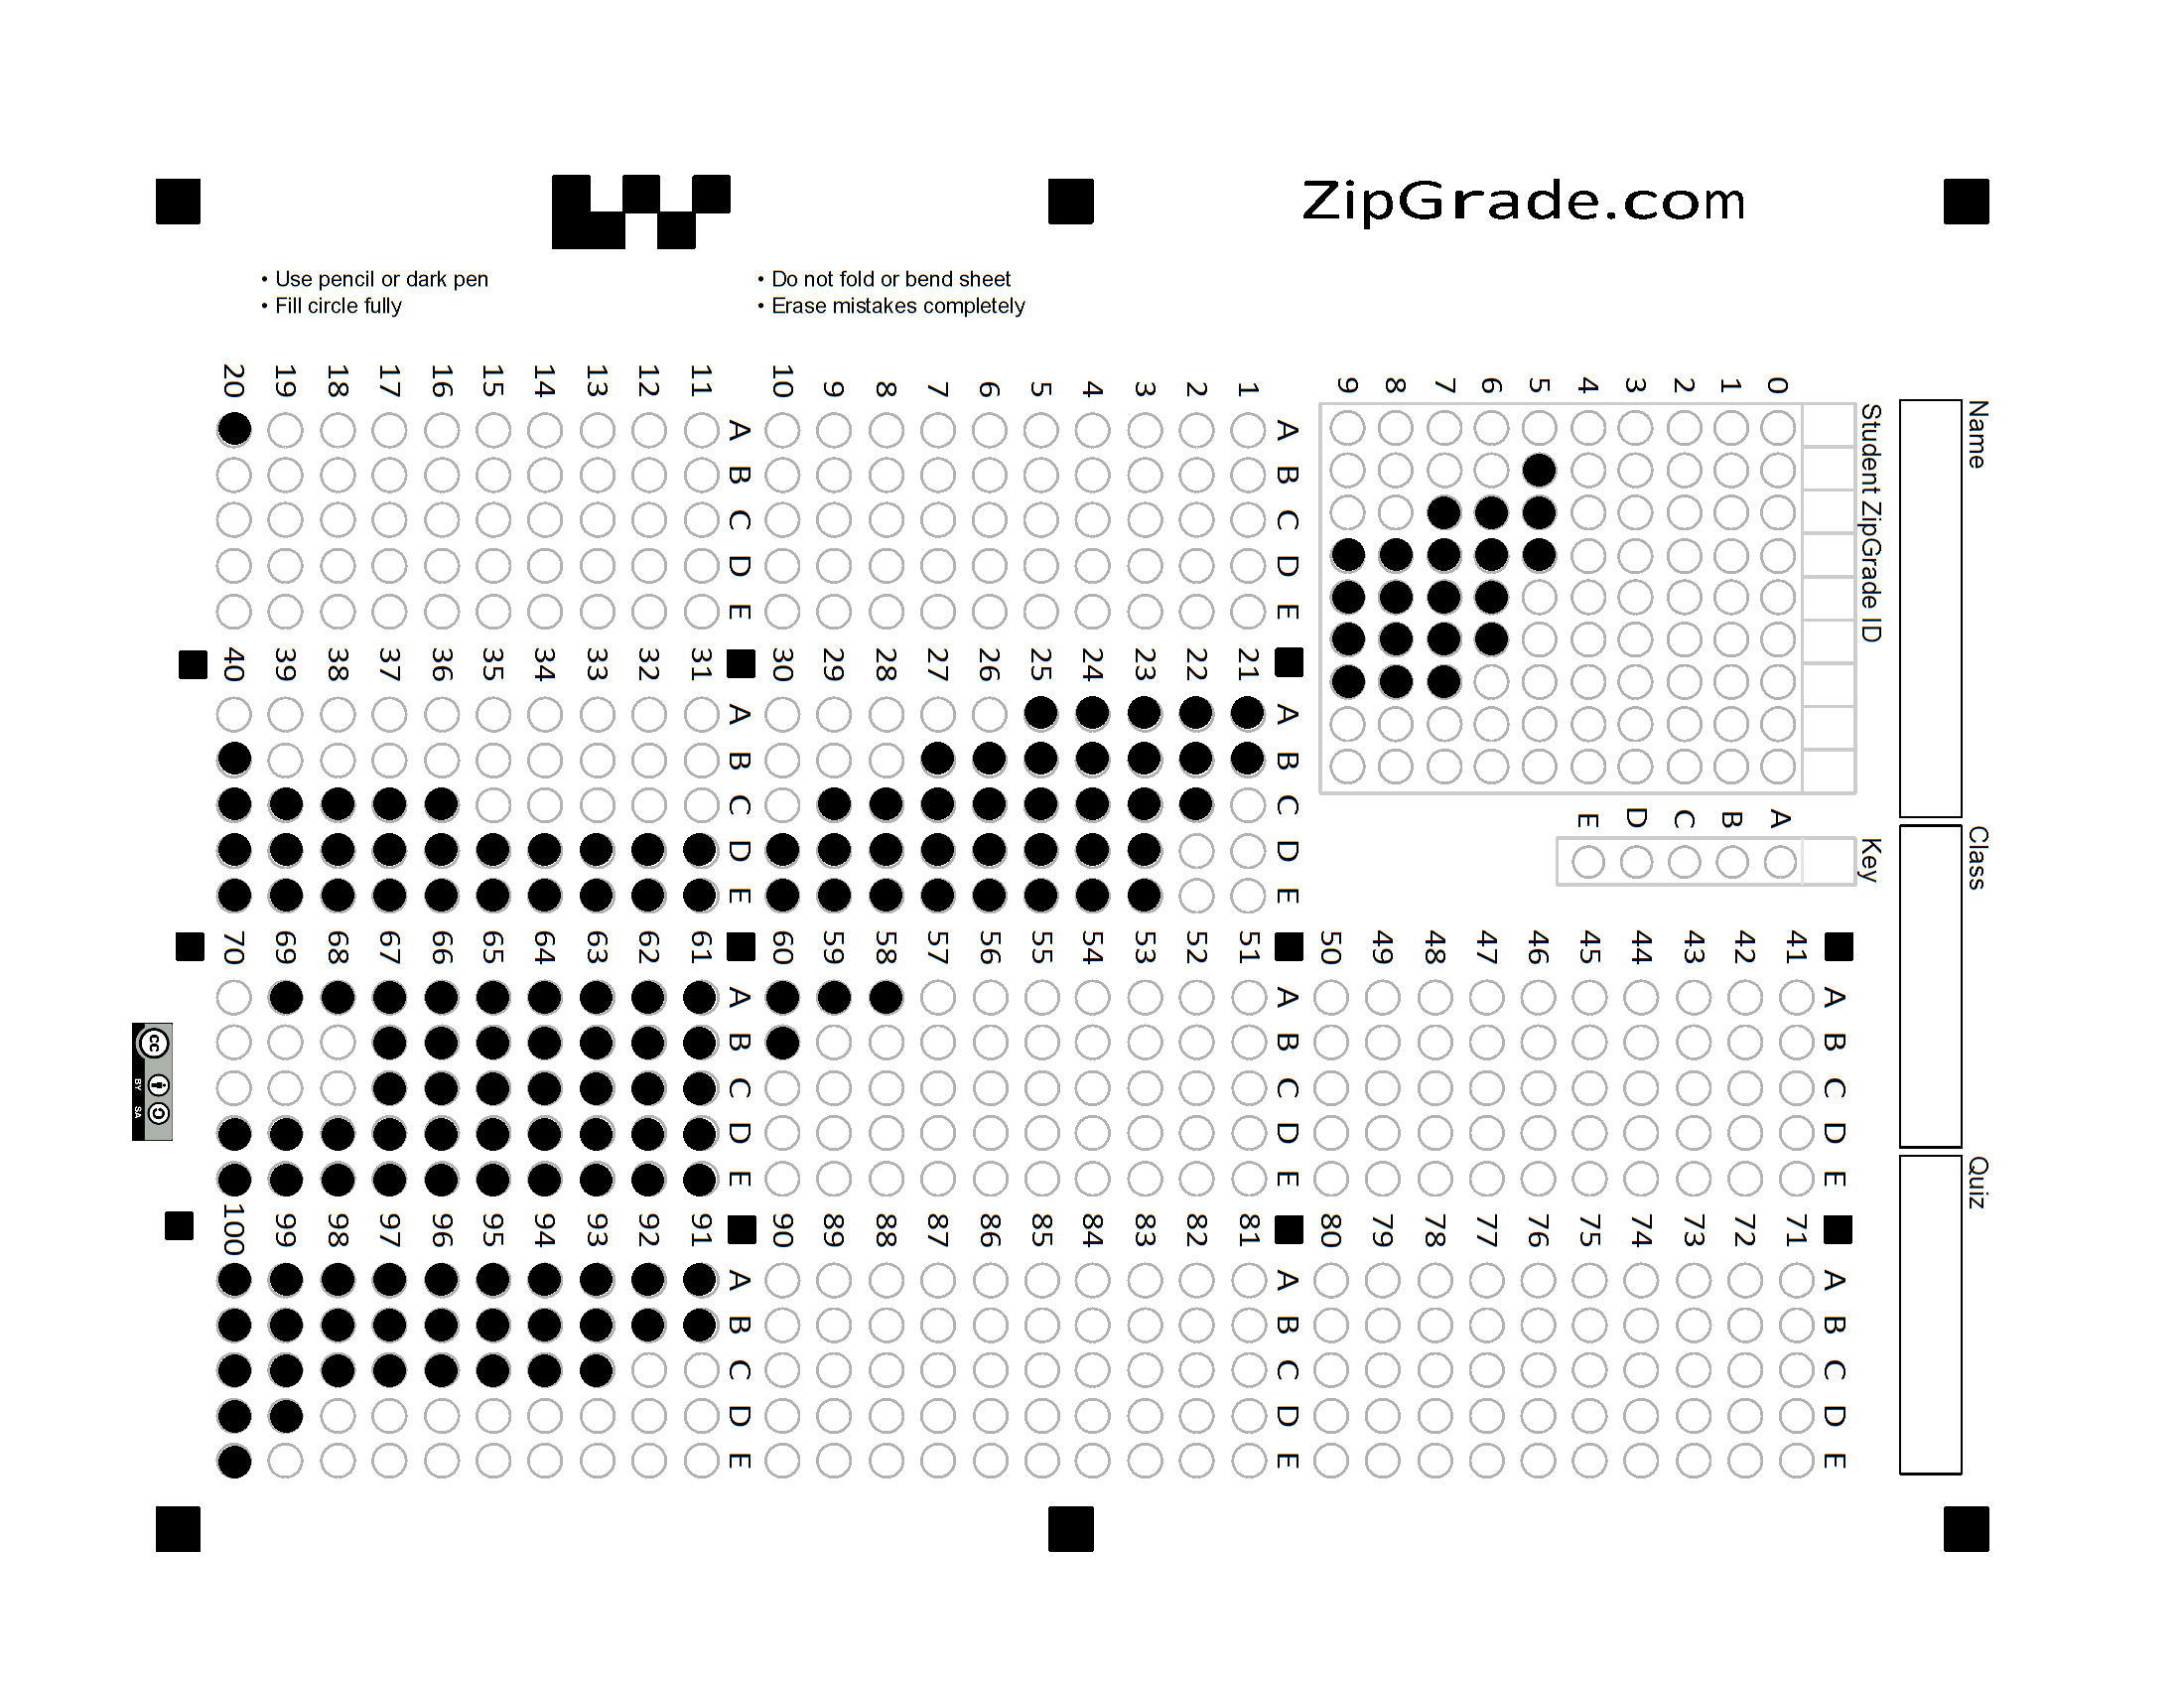 ZipGrade.com
• Use pencil or dark pen
• Fill circle fully
• Do not fold or bend sheet
• Erase mistakes completely
Name Class Quiz
Student ZipGrade ID Key
0 A
1 B
2 C
3 D
4 E
5
6
7
8
9
A B C D E A B C D E
41 71
42 72
43 73
44 74
45 75
46 76
47 77
48 78
49 79
50 80
A B C D E A B C D E A B C D E A B C D E
1 21 51 81
2 22 52 82
3 23 53 83
4 24 54 84
5 25 55 85
6 26 56 86
7 27 57 87
8 28 58 88
9 29 59 89
10 30 60 90
A B C D E A B C D E A B C D E A B C D E
11 31 61 91
12 32 62 92
13 33 63 93
14 34 64 94
15 35 65 95
16 36 66 96
17 37 67 97
18 38 68 98
19 39 69 99
20 40 70 100
cc
BY SA